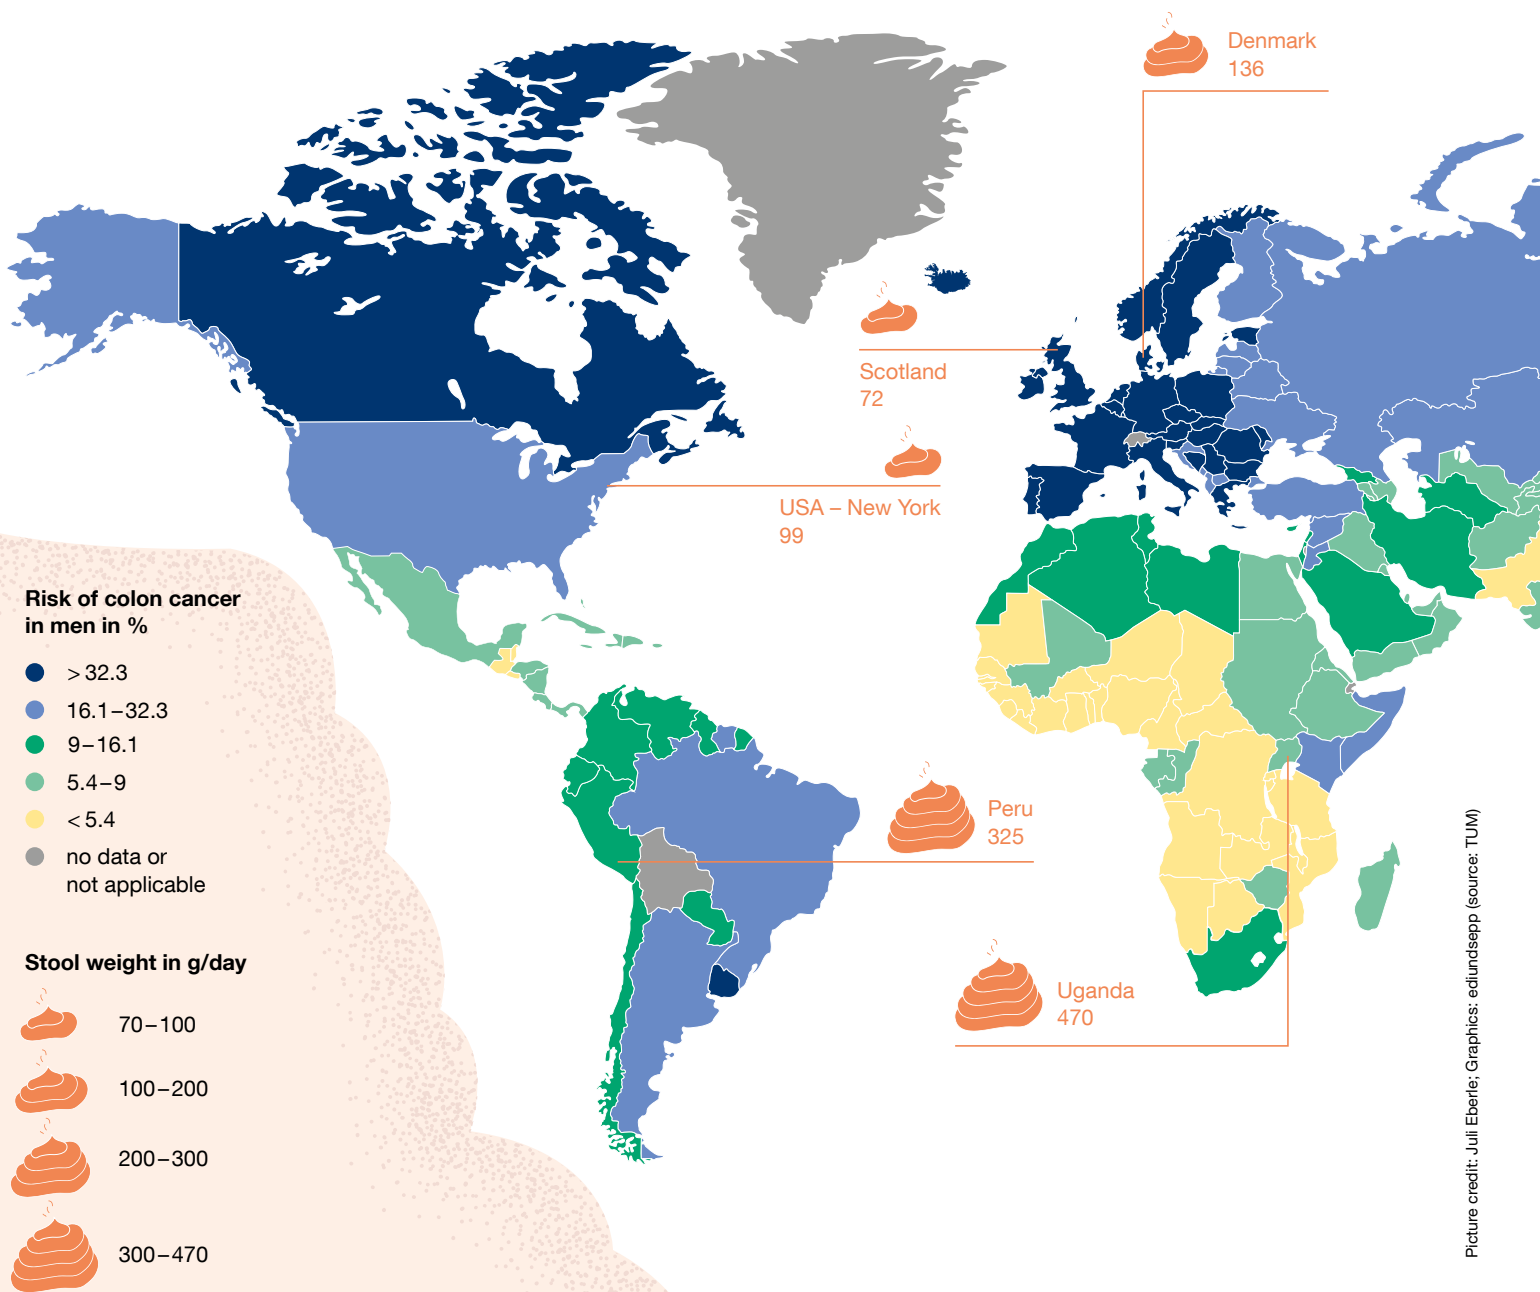 Denmark
136
Scotland
72
USA – New York
99
Risk of colon cancer
in men in %
> 32.3
16.1 – 32.3
9 – 16.1
5.4 – 9
< 5.4
no data or
not applicable
Peru
325
Uganda
470
Stool weight in g/day
70 – 100
100 – 200
200 – 300
300 – 470
Picture credit: Juli Eberle; Graphics: ediundsepp (source: TUM)